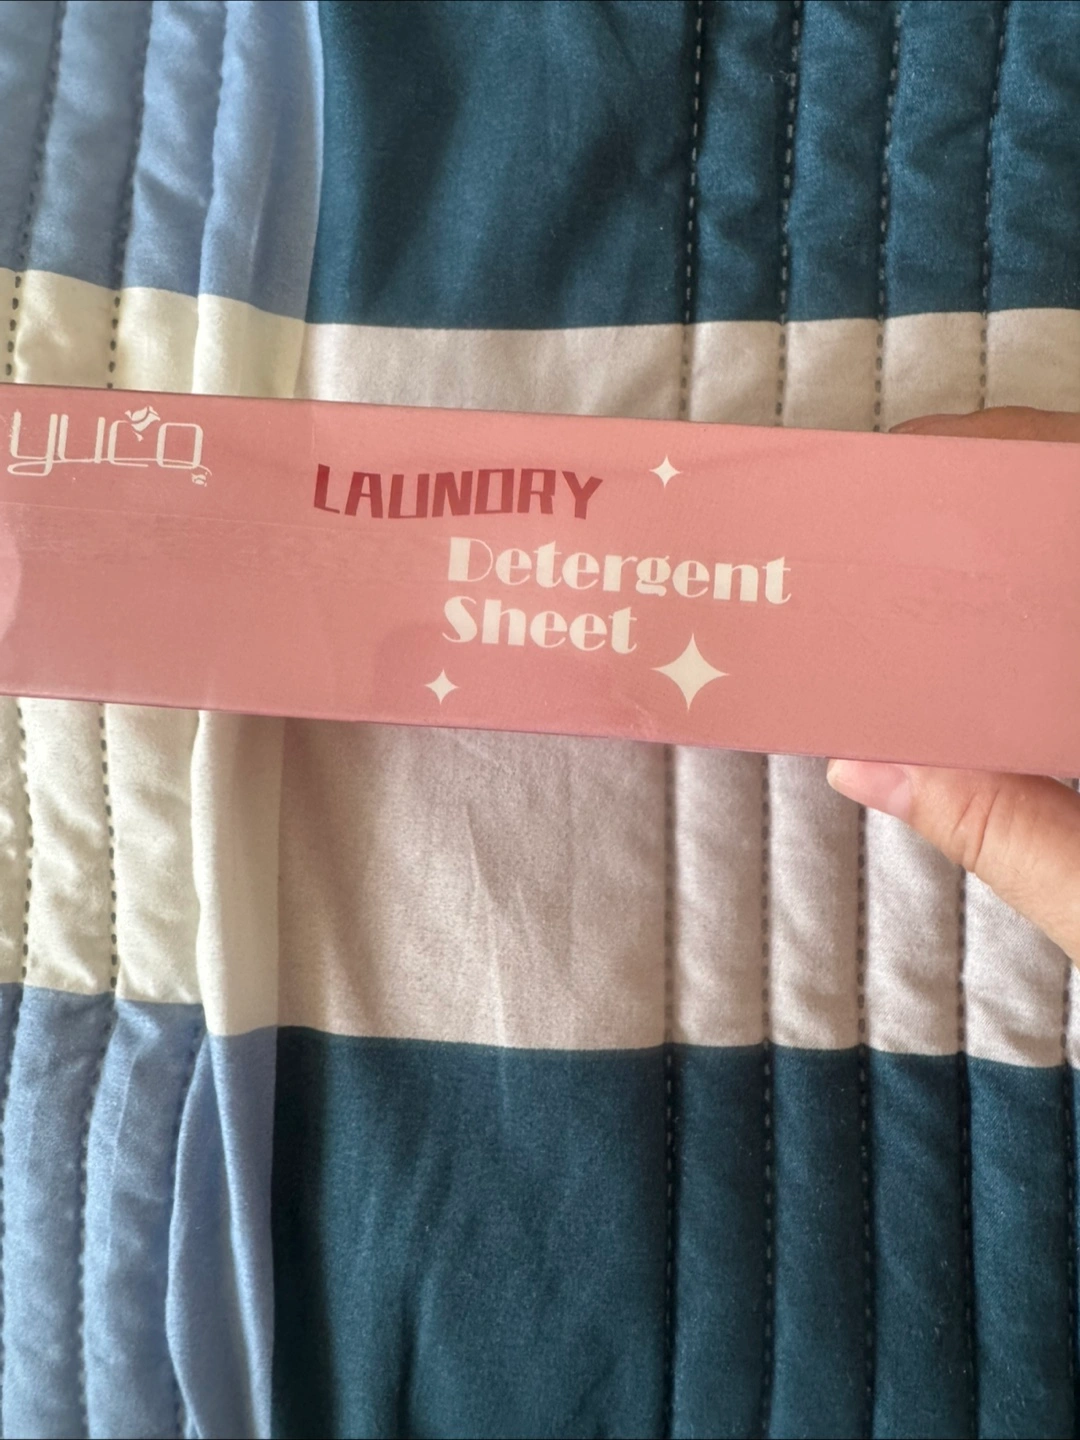 yuco
LAUNDRY
Detergent
Sheet